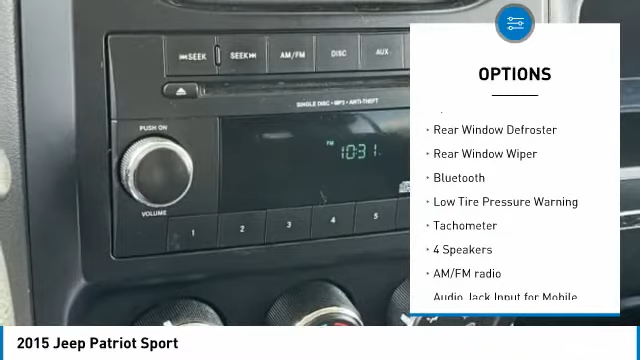 SEEK
SEEK
AM/FM
DISC
AUX
SINGLE DISC • MP3 • ANTI-THEFT
PUSH ON
VOLUME
FM
10:31
1
2
3
4
5
OPTIONS
• Rear Window Defroster
• Rear Window Wiper
• Bluetooth
• Low Tire Pressure Warning
• Tachometer
• 4 Speakers
• AM/FM radio
Audio Jack Input for Mobile
2015 Jeep Patriot Sport